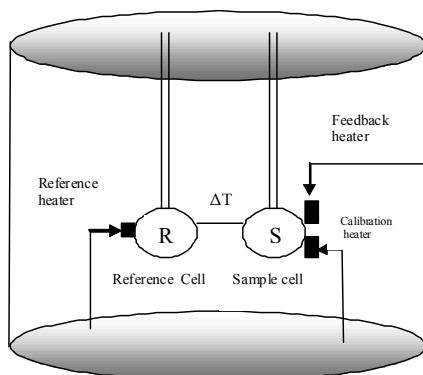 Feedback
heater
Reference
heater
ΔT
Calibration
heater
R
S
Reference Cell
Sample cell